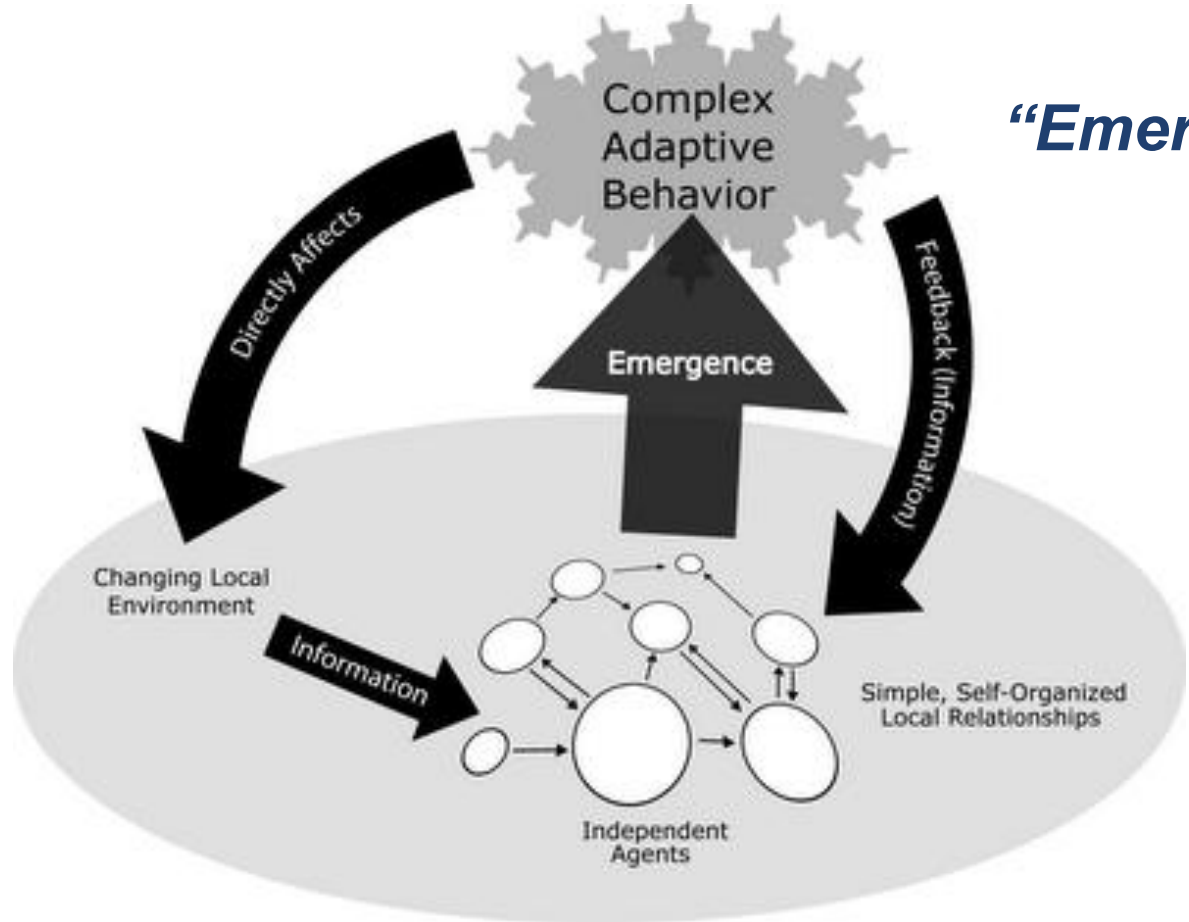 Complex
Adaptive
Behavior
“Emer
Directly Affects
Feedback (Information)
Emergence
Changing Local
Environment
Information
Simple, Self-Organized
Local Relationships
Independent
Agents